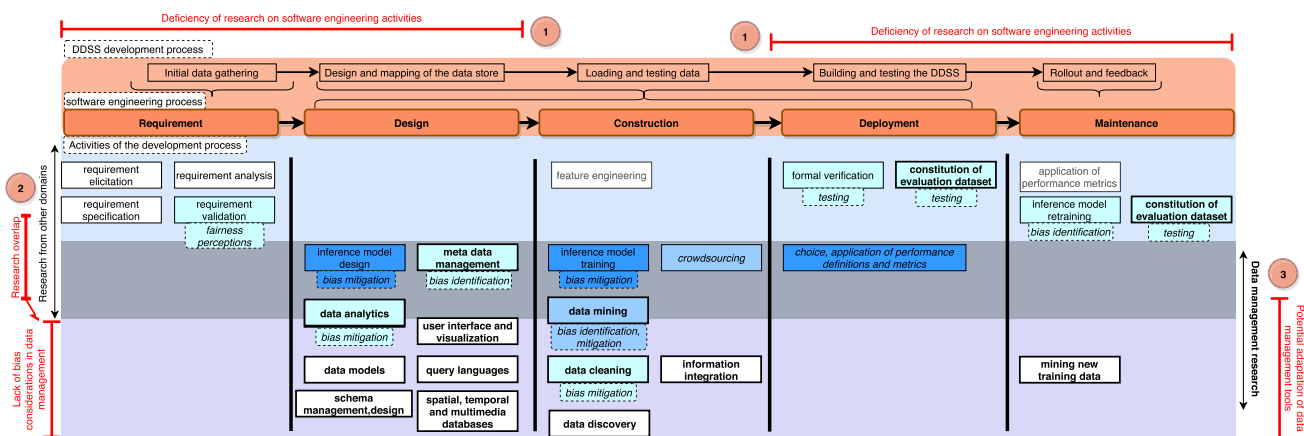 Deficiency of research on software engineering activities
1
1
Deficiency of research on software engineering activities
DDSS development process
Initial data gathering
Design and mapping of the data store
Loading and testing data
Building and testing the DDSS
Rollout and feedback
software engineering process
Requirement
Design
Construction
Deployment
Maintenance
Activities of the development process
requirement
elicitation
requirement analysis
requirement
specification
requirement
validation
fairness
perceptions
inference model
design
bias mitigation
meta data
management
bias identification
data analytics
bias mitigation
user interface and
visualization
data models
query languages
schema
management,design
spatial, temporal
and multimedia
databases
feature engineering
inference model
training
bias mitigation
crowdsourcing
data mining
bias identification,
mitigation
data cleaning
bias mitigation
information
integration
data discovery
formal verification
testing
constitution of
evaluation dataset
testing
choice, application of performance
definitions and metrics
application of
performance metrics
inference model
retraining
bias identification
constitution of
evaluation dataset
testing
mining new
training data
2
Research overlap
Research from other domains
Lack of bias
considerations in data
management
3
Data management research
Potential adaptation of data
management tools